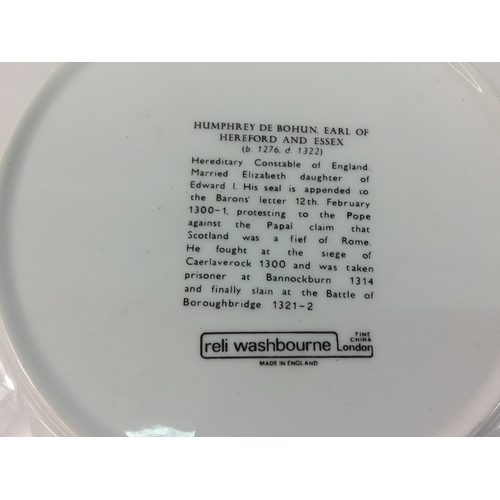 HUMPHREY DE BOHUN, EARL OF
HEREFORD AND ESSEX
(b. 1276, d. 1322)
Hereditary Constable of England.
Married Elizabeth daughter of
Edward I. His seal is appended to
the Barons' letter 12th. February
1300-1, protesting to the Pope
against the Papal claim that
Scotland was a fief of Rome.
He fought at the siege of
Caerlaverock 1300 and was taken
prisoner at Bannockburn 1314
and finally slain at the Battle of
Boroughbridge 1321-2
reli washbourne
FINE
CHINA
London
MADE IN ENGLAND